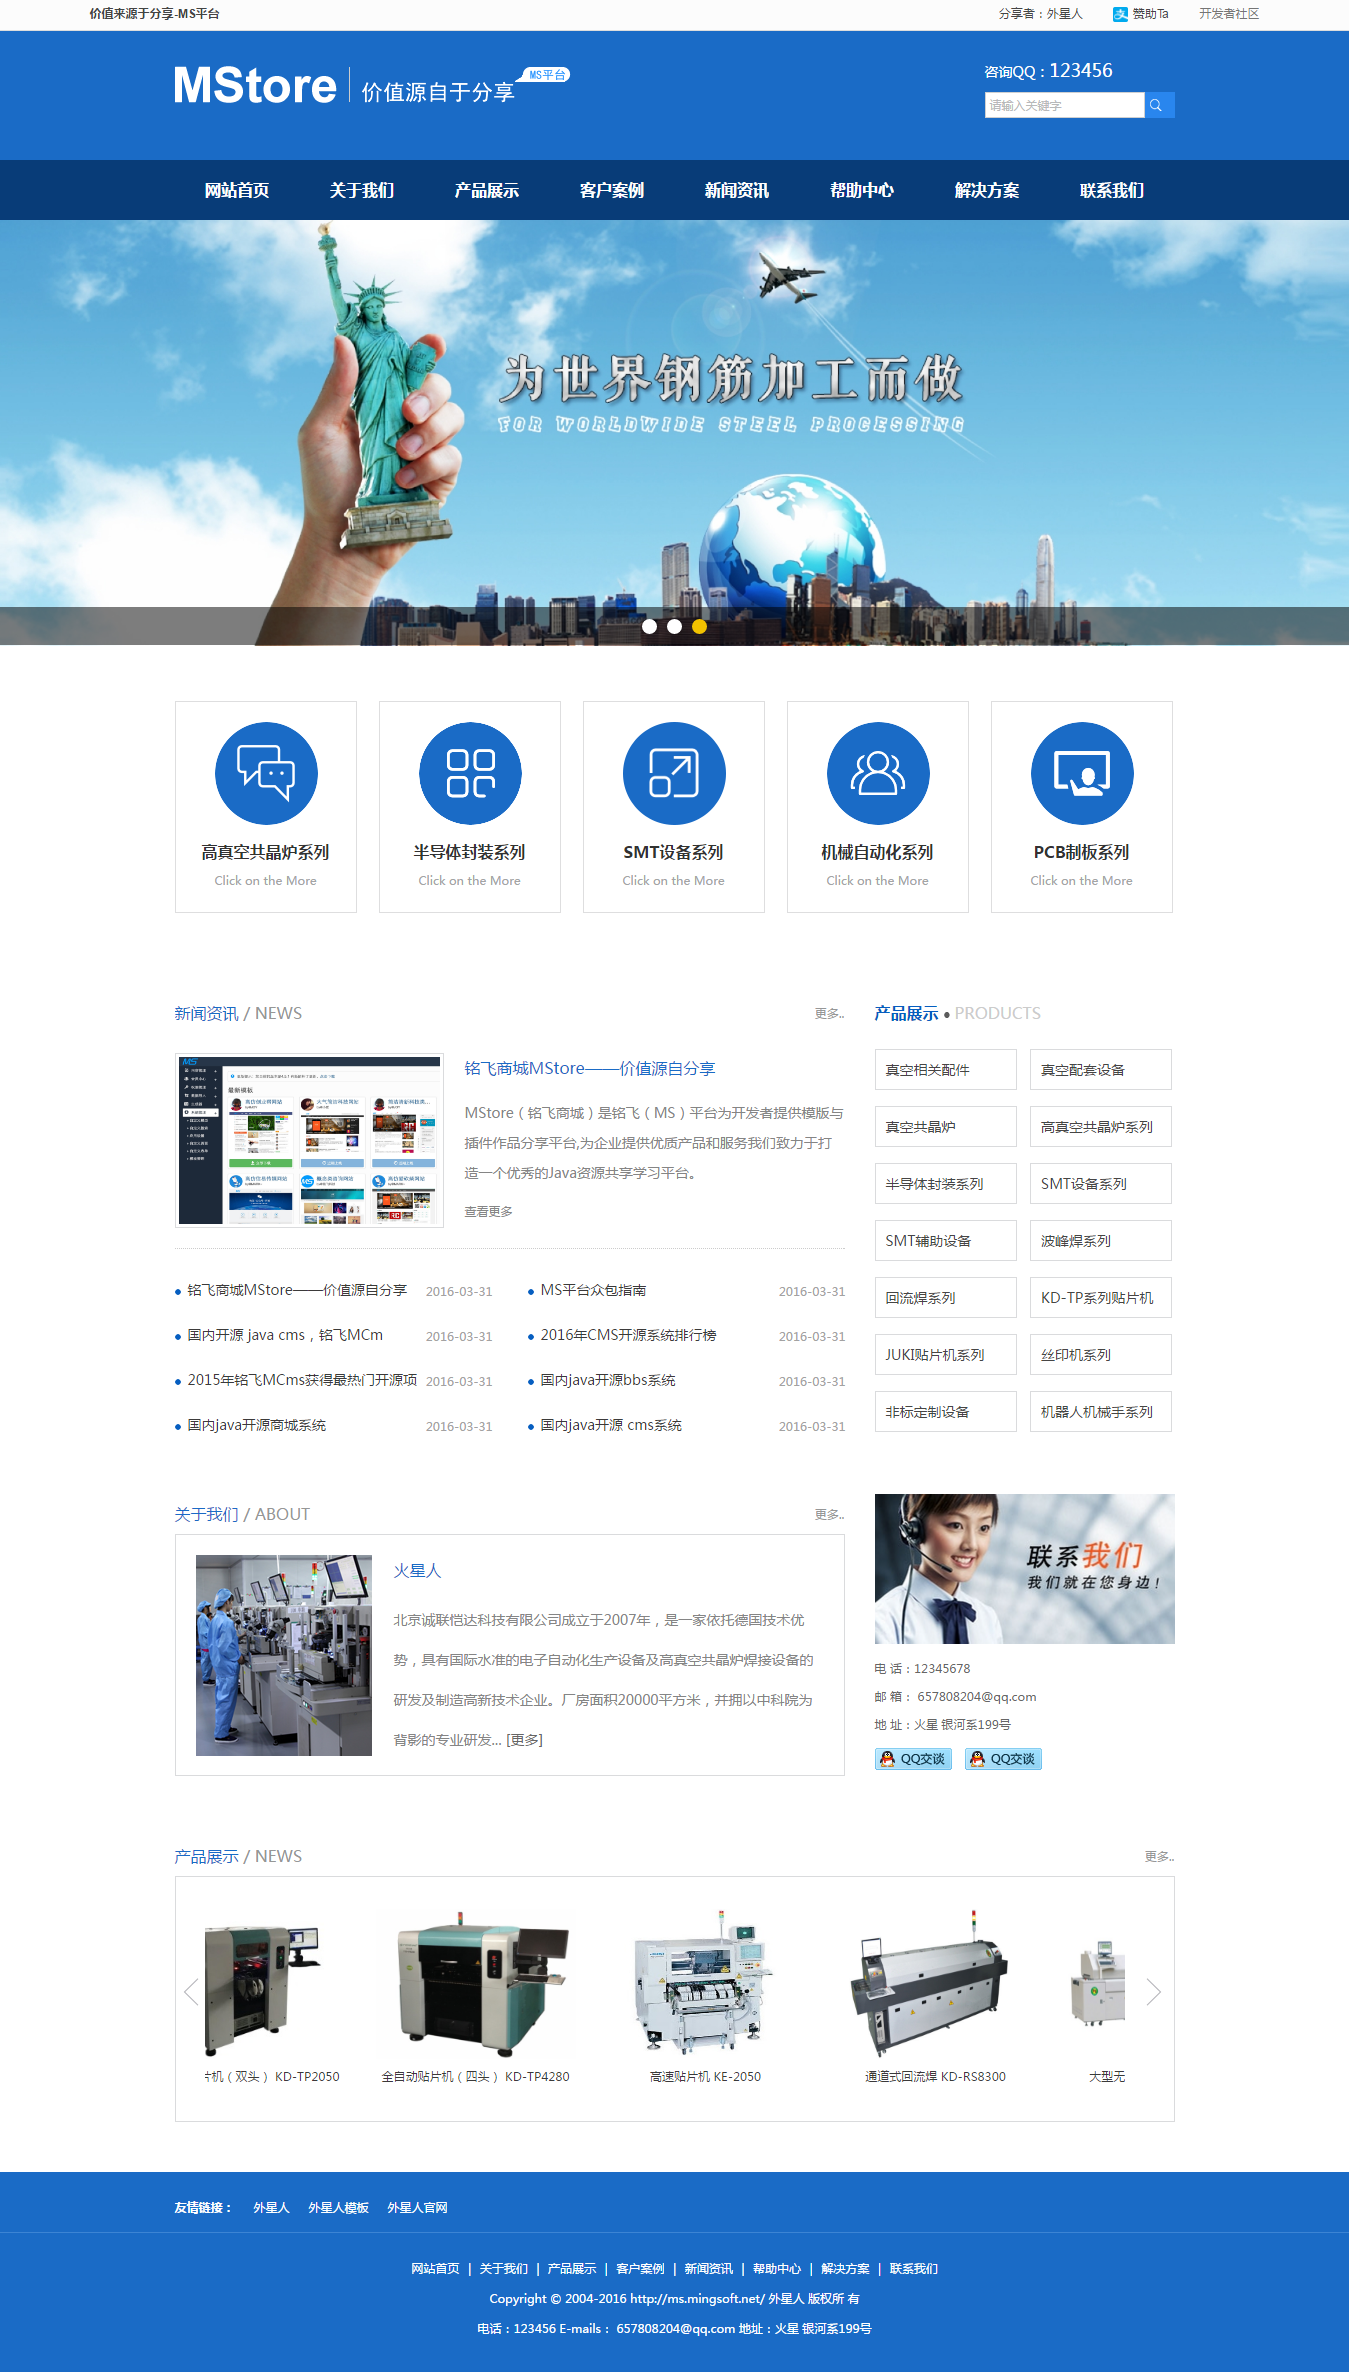 价值来源于分享-MS平台
分享者：外星人 赞助Ta 开发者社区
MStore 价值源自于分享 MS平台
咨询QQ：123456
请输入关键字
网站首页 关于我们 产品展示 客户案例 新闻资讯 帮助中心 解决方案 联系我们
为世界钢筋加工而做
FOR WORLDWIDE STEEL PROCESSING
高真空共晶炉系列 半导体封装系列 SMT设备系列 机械自动化系列 PCB制板系列
Click on the More Click on the More Click on the More Click on the More Click on the More
新闻资讯 / NEWS 更多..
铭飞商城MStore——价值源自分享
MStore（铭飞商城）是铭飞（MS）平台为开发者提供模版与
插件作品分享平台,为企业提供优质产品和服务我们致力于打
造一个优秀的Java资源共享学习平台。
查看更多
铭飞商城MStore——价值源自分享 2016-03-31 MS平台众包指南 2016-03-31
国内开源 java cms，铭飞MCm 2016-03-31 2016年CMS开源系统排行榜 2016-03-31
2015年铭飞MCms获得最热门开源项 2016-03-31 国内java开源bbs系统 2016-03-31
国内java开源商城系统 2016-03-31 国内java开源 cms系统 2016-03-31
产品展示 • PRODUCTS
真空相关配件 真空配套设备
真空共晶炉 高真空共晶炉系列
半导体封装系列 SMT设备系列
SMT辅助设备 波峰焊系列
回流焊系列 KD-TP系列贴片机
JUKI贴片机系列 丝印机系列
非标定制设备 机器人机械手系列
关于我们 / ABOUT 更多..
火星人
北京诚联恺达科技有限公司成立于2007年，是一家依托德国技术优
势，具有国际水准的电子自动化生产设备及高真空共晶炉焊接设备的
研发及制造高新技术企业。厂房面积20000平方米，并拥以中科院为
背影的专业研发... [更多]
联系我们
我们就在您身边！
电 话：12345678
邮 箱： 657808204@qq.com
地 址：火星 银河系199号
QQ交谈 QQ交谈
产品展示 / NEWS 更多..
片机（双头） KD-TP2050 全自动贴片机（四头） KD-TP4280 高速贴片机 KE-2050 通道式回流焊 KD-RS8300 大型无
友情链接： 外星人 外星人模板 外星人官网
网站首页 | 关于我们 | 产品展示 | 客户案例 | 新闻资讯 | 帮助中心 | 解决方案 | 联系我们
Copyright © 2004-2016 http://ms.mingsoft.net/ 外星人 版权所 有
电话：123456 E-mails： 657808204@qq.com 地址：火星 银河系199号